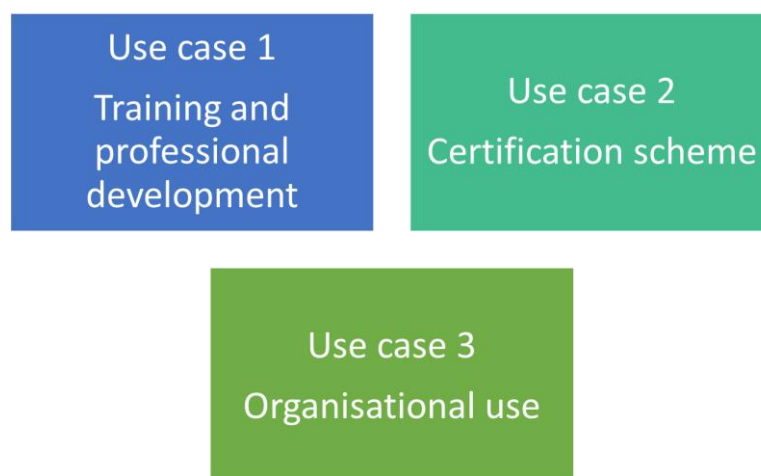 Use case 1
Training and
professional
development
Use case 2
Certification scheme
Use case 3
Organisational use